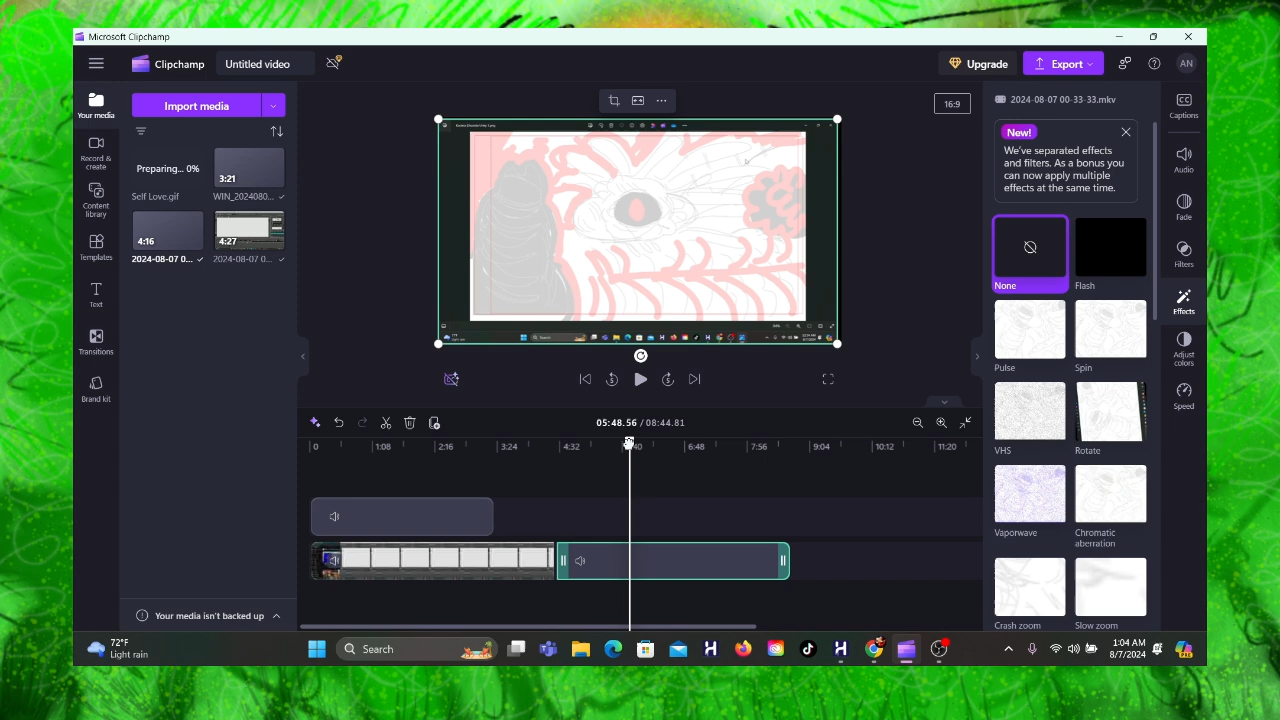 Microsoft Clipchamp
Clipchamp
Untitled video
Upgrade
Export
AN
Your media
Record & create
Content library
Templates
Text
Transitions
Brand kit
Import media
Preparing... 0%
Self Love.gif
3:21
WIN_2024080...
4:16
2024-08-07 0...
4:27
2024-08-07 0...
Your media isn't backed up
16:9
05:48.56 / 08:44.81
0
1:08
2:16
3:24
4:32
6:48
7:56
9:04
10:12
11:20
2024-08-07 00-33-33.mkv
New!
We've separated effects
and filters. As a bonus you
can now apply multiple
effects at the same time.
None
Flash
Pulse
Spin
VHS
Rotate
Vaporwave
Chromatic
aberration
Crash zoom
Slow zoom
CC
Captions
Audio
Fade
Filters
Effects
Adjust
colors
Speed
72°F
Light rain
Search
1:04 AM
8/7/2024